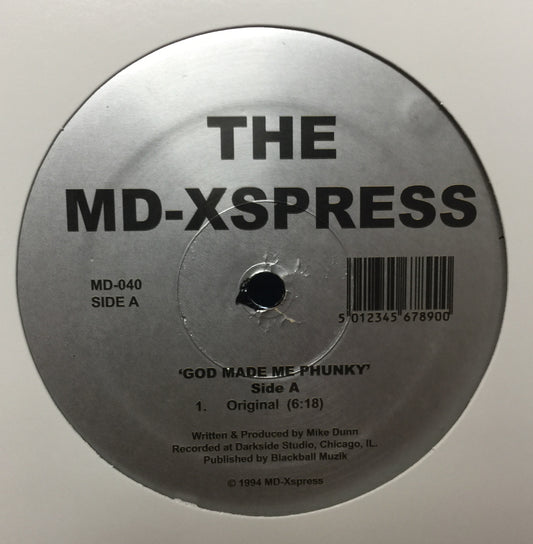 THE
MD-XSPRESS
MD-040
SIDE A
5 012345 678900
'GOD MADE ME PHUNKY'
Side A
1. Original (6:18)
Written & Produced by Mike Dunn
Recorded at Darkside Studio, Chicago, IL.
Published by Blackball Muzik
© 1994 MD-Xspress